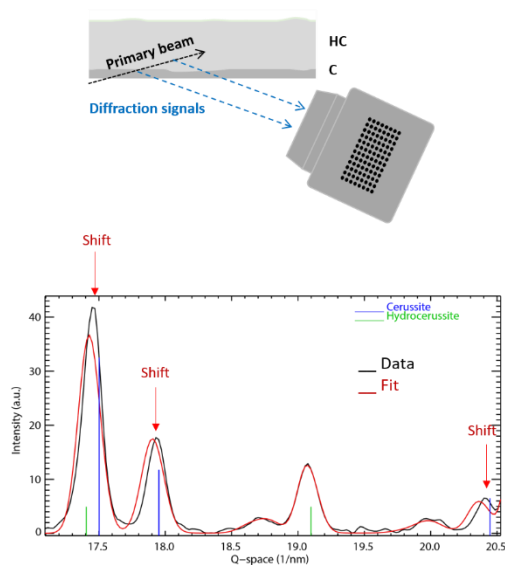 HC
Primary beam
C
Diffraction signals
Shift
Cerussite
Hydrocerussite
Shift
Data
Fit
Shift
Intensity (a.u.)
40
30
20
10
0
17.5
18.0
18.5
19.0
19.5
20.0
20.5
Q-space (1/nm)